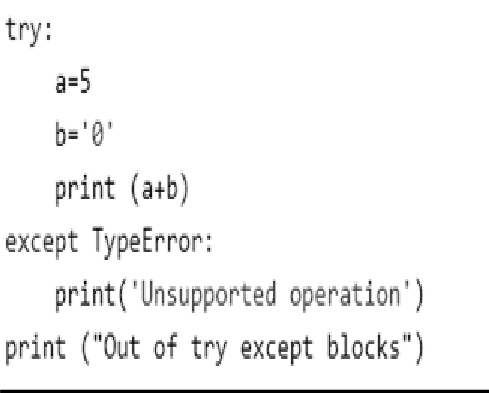 try:
    a=5
    b='0'
    print (a+b)
except TypeError:
    print('Unsupported operation')
print ("Out of try except blocks")